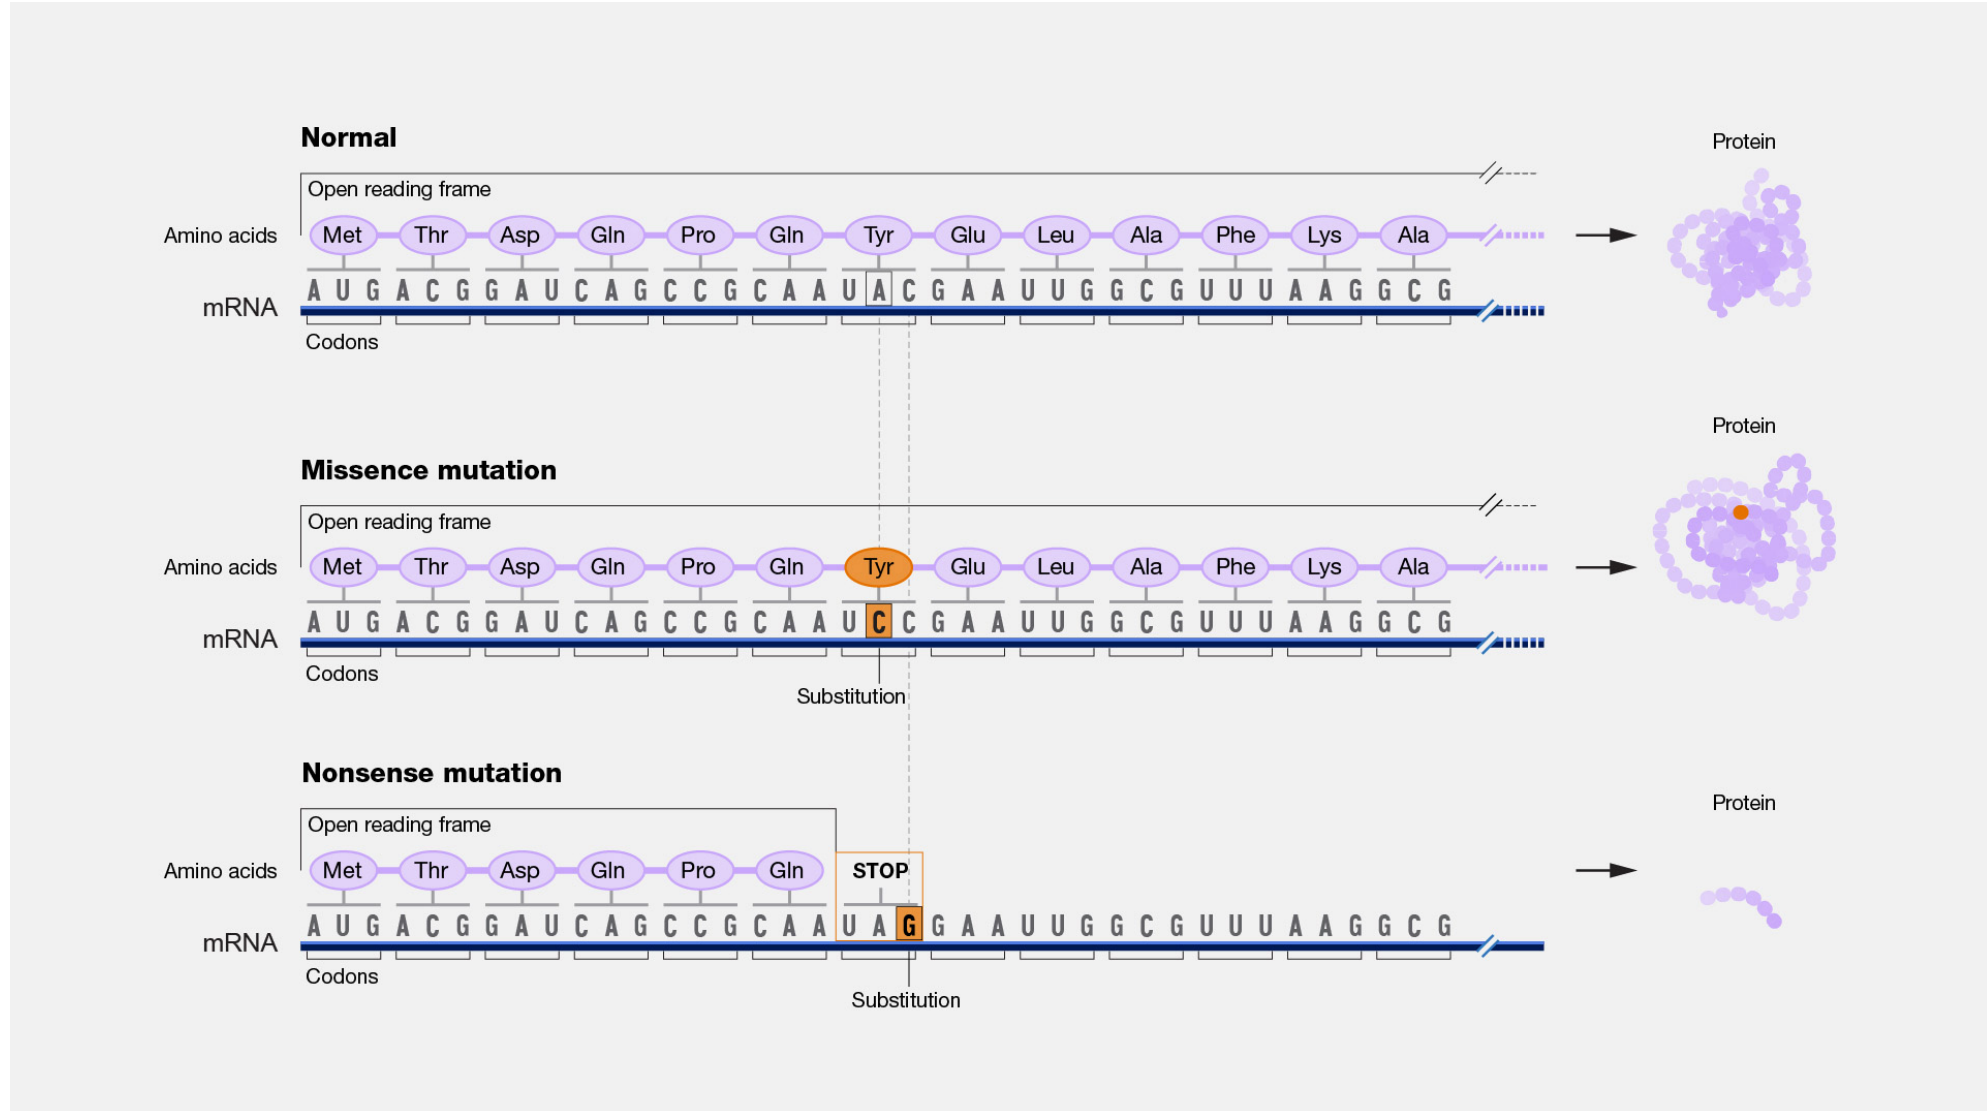 Normal
Protein
Open reading frame
Amino acids Met Thr Asp Gln Pro Gln Tyr Glu Leu Ala Phe Lys Ala
A U G A C G G A U C A G C C G C A A U A C G A A U U G G C G U U U A A G G C G
mRNA
Codons
Protein
Missence mutation
Open reading frame
Amino acids Met Thr Asp Gln Pro Gln Tyr Glu Leu Ala Phe Lys Ala
A U G A C G G A U C A G C C G C A A U C C G A A U U G G C G U U U A A G G C G
mRNA
Codons
Substitution
Nonsense mutation
Protein
Open reading frame
Amino acids Met Thr Asp Gln Pro Gln STOP
A U G A C G G A U C A G C C G C A A U A G G A A U U G G C G U U U A A G G C G
mRNA
Codons
Substitution